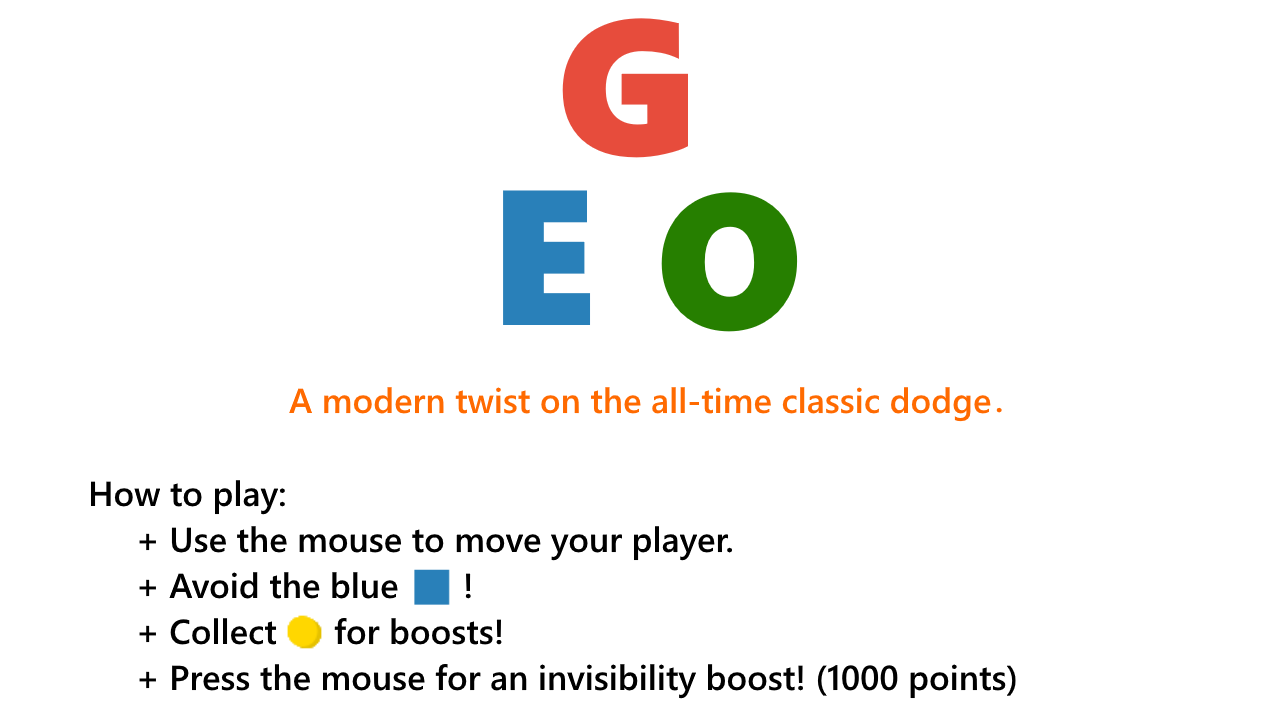 G
E O
A modern twist on the all-time classic dodge.
How to play:
+ Use the mouse to move your player.
+ Avoid the blue !
+ Collect for boosts!
+ Press the mouse for an invisibility boost! (1000 points)